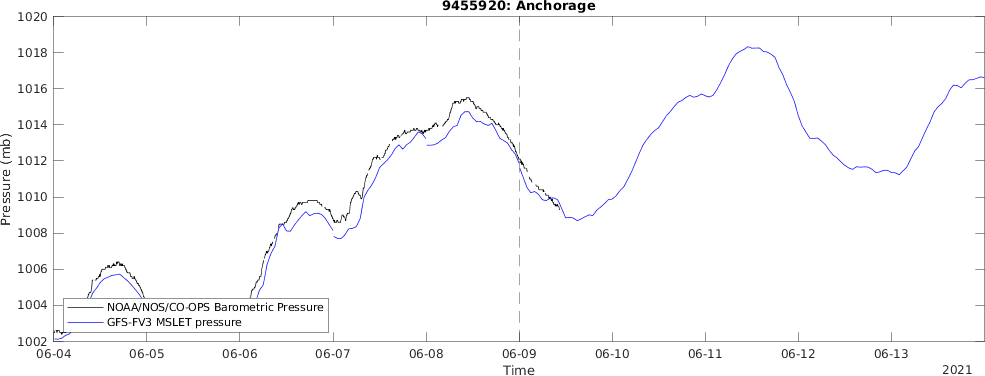 9455920: Anchorage
1020
1018
1016
1014
1012
1010
1008
1006
1004
1002
Pressure (mb)
NOAA/NOS/CO-OPS Barometric Pressure
GFS-FV3 MSLET pressure
06-04 06-05 06-06 06-07 06-08 06-09 06-10 06-11 06-12 06-13
Time
2021